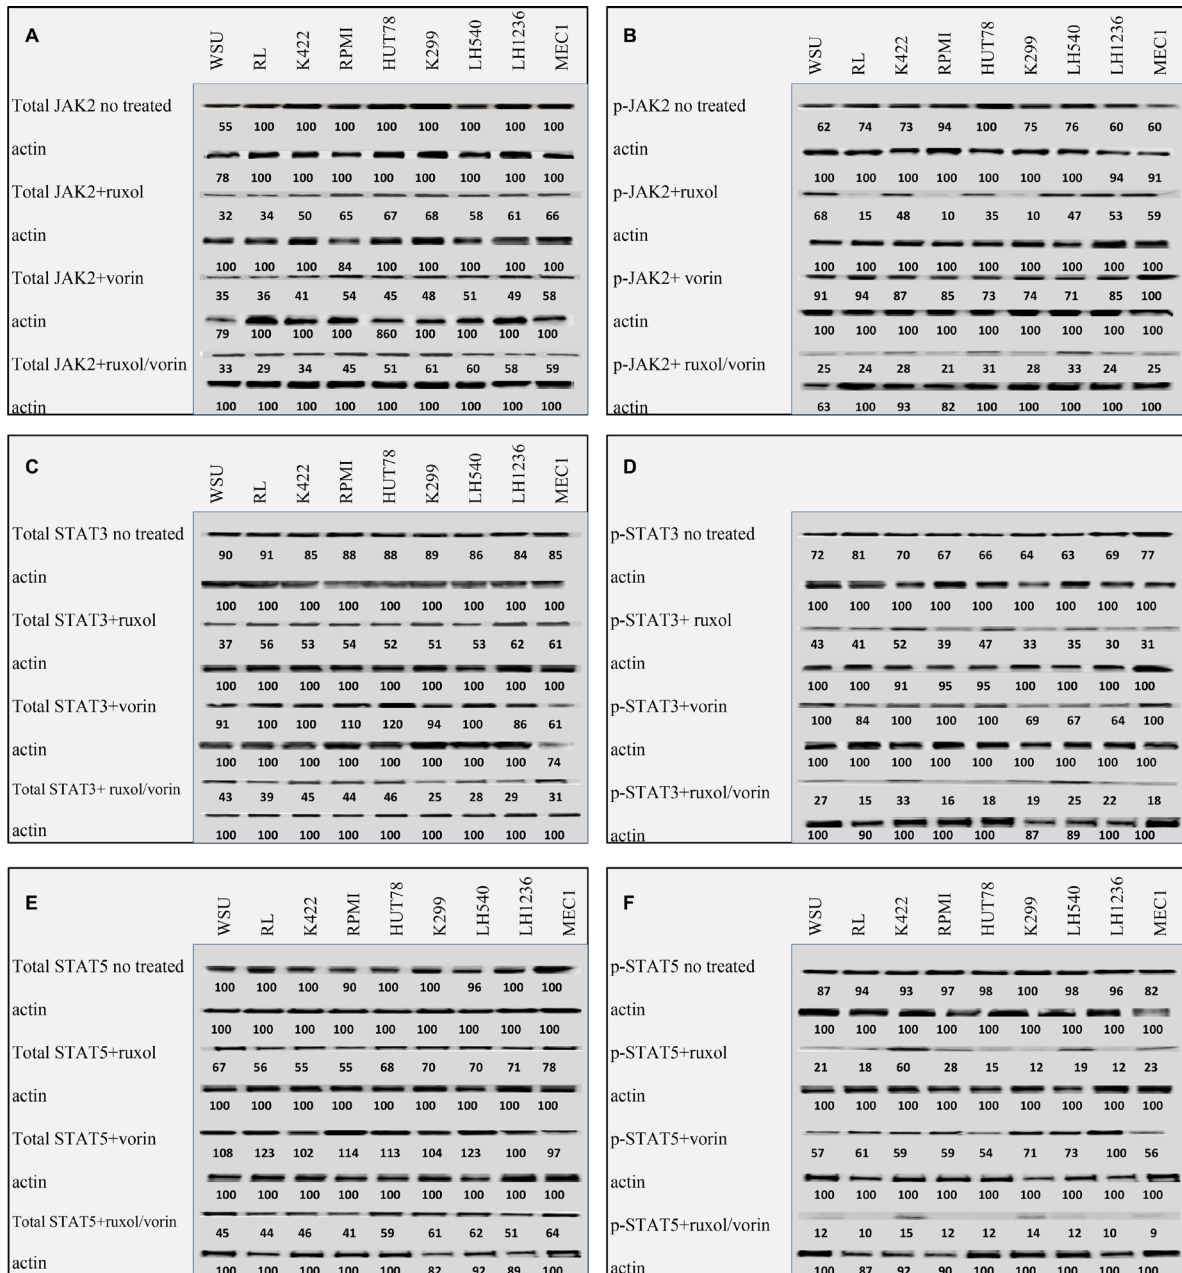 A
WSU RL K422 RPMI HUT78 K299 LH540 LH1236 MEC1
Total JAK2 no treated
55 100 100 100 100 100 100 100 100
actin
78 100 100 100 100 100 100 100 100
Total JAK2+ruxol
32 34 50 65 67 68 58 61 66
actin
100 100 100 84 100 100 100 100 100
Total JAK2+vorin
35 36 41 54 45 48 51 49 58
actin
79 100 100 100 860 100 100 100 100
Total JAK2+ruxol/vorin
33 29 34 45 51 61 60 58 59
actin
100 100 100 100 100 100 100 100 100
B
WSU RL K422 RPMI HUT78 K299 LH540 LH1236 MEC1
p-JAK2 no treated
62 74 73 94 100 75 76 60 60
actin
100 100 100 100 100 100 100 94 91
p-JAK2+ruxol
68 15 48 10 35 10 47 53 59
actin
100 100 100 100 100 100 100 100 100
p-JAK2+ vorin
91 94 87 85 73 74 71 85 100
actin
100 100 100 100 100 100 100 100 100
p-JAK2+ ruxol/vorin
25 24 28 21 31 28 33 24 25
actin
63 100 93 82 100 100 100 100 100
C
WSU RL K422 RPMI HUT78 K299 LH540 LH1236 MEC1
Total STAT3 no treated
90 91 85 88 88 89 86 84 85
actin
100 100 100 100 100 100 100 100 100
Total STAT3+ruxol
37 56 53 54 52 51 53 62 61
actin
100 100 100 100 100 100 100 100 100
Total STAT3+vorin
91 100 100 110 120 94 100 86 61
actin
100 100 100 100 100 100 100 100 74
Total STAT3+ ruxol/vorin
43 39 45 44 46 25 28 29 31
actin
100 100 100 100 100 100 100 100 100
D
p-STAT3 no treated
72 81 70 67 66 64 63 69 77
actin
100 100 100 100 100 100 100 100 100
p-STAT3+ ruxol
43 41 52 39 47 33 35 30 31
actin
100 100 91 95 95 100 100 100 100
p-STAT3+vorin
100 84 100 100 100 69 67 64 100
actin
100 100 100 100 100 100 100 100 100
p-STAT3+ruxol/vorin
27 15 33 16 18 19 25 22 18
actin
100 90 100 100 100 87 89 100 100
E
WSU RL K422 RPMI HUT78 K299 LH540 LH1236 MEC1
Total STAT5 no treated
100 100 100 90 100 100 96 100 100
actin
100 100 100 100 100 100 100 100 100
Total STAT5+ruxol
67 56 55 55 68 70 70 71 78
actin
100 100 100 100 100 100 100 100 100
Total STAT5+vorin
108 123 102 114 113 104 123 100 97
actin
100 100 100 100 100 100 100 100 100
Total STAT5+ruxol/vorin
45 44 46 41 59 61 62 51 64
actin
100 100 100 100 100 82 92 89 100
F
WSU RL K422 RPMI HUT78 K299 LH540 LH1236 MEC1
p-STAT5 no treated
87 94 93 97 98 100 98 96 82
actin
100 100 100 100 100 100 100 100 100
p-STAT5+ruxol
21 18 60 28 15 12 19 12 23
actin
100 100 100 100 100 100 100 100 100
p-STAT5+vorin
57 61 59 59 54 71 73 100 56
actin
100 100 100 100 100 100 100 100 100
p-STAT5+ruxol/vorin
12 10 15 12 12 14 12 10 9
actin
100 87 92 90 100 100 100 100 100